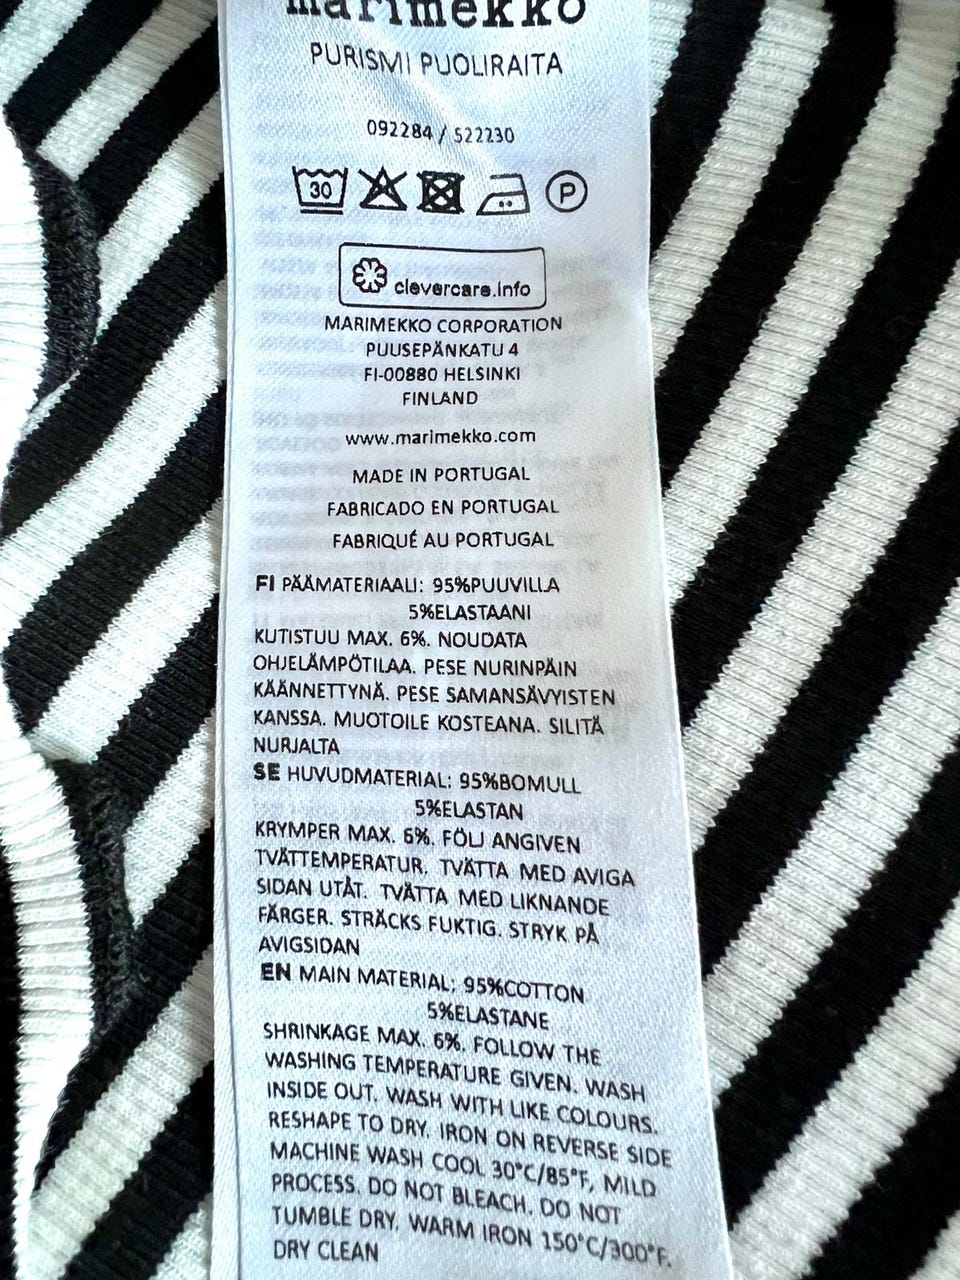 marimekko
PURISMI PUOLIRAITA
092284 / 522230
30 P
clevercare.info
MARIMEKKO CORPORATION
PUUSEPÄNKATU 4
FI-00880 HELSINKI
FINLAND
www.marimekko.com
MADE IN PORTUGAL
FABRICADO EN PORTUGAL
FABRIQUÉ AU PORTUGAL
FI PÄÄMATERIAALI: 95%PUUVILLA
5%ELASTAANI
KUTISTUU MAX. 6%. NOUDATA
OHJELÄMPÖTILAA. PESE NURINPÄIN
KÄÄNNETTYNÄ. PESE SAMANSÄVYISTEN
KANSSA. MUOTOILE KOSTEANA. SILITÄ
NURJALTA
SE HUVUDMATERIAL: 95%BOMULL
5%ELASTAN
KRYMPER MAX. 6%. FÖLJ ANGIVEN
TVÄTTEMPERATUR. TVÄTTA MED AVIGA
SIDAN UTÅT. TVÄTTA MED LIKNANDE
FÄRGER. STRÄCKS FUKTIG. STRYK PÅ
AVIGSIDAN
EN MAIN MATERIAL: 95%COTTON
5%ELASTANE
SHRINKAGE MAX. 6%. FOLLOW THE
WASHING TEMPERATURE GIVEN. WASH
INSIDE OUT. WASH WITH LIKE COLOURS.
RESHAPE TO DRY. IRON ON REVERSE SIDE
MACHINE WASH COOL 30°C/85°F, MILD
PROCESS. DO NOT BLEACH. DO NOT
TUMBLE DRY. WARM IRON 150°C/300°F.
DRY CLEAN